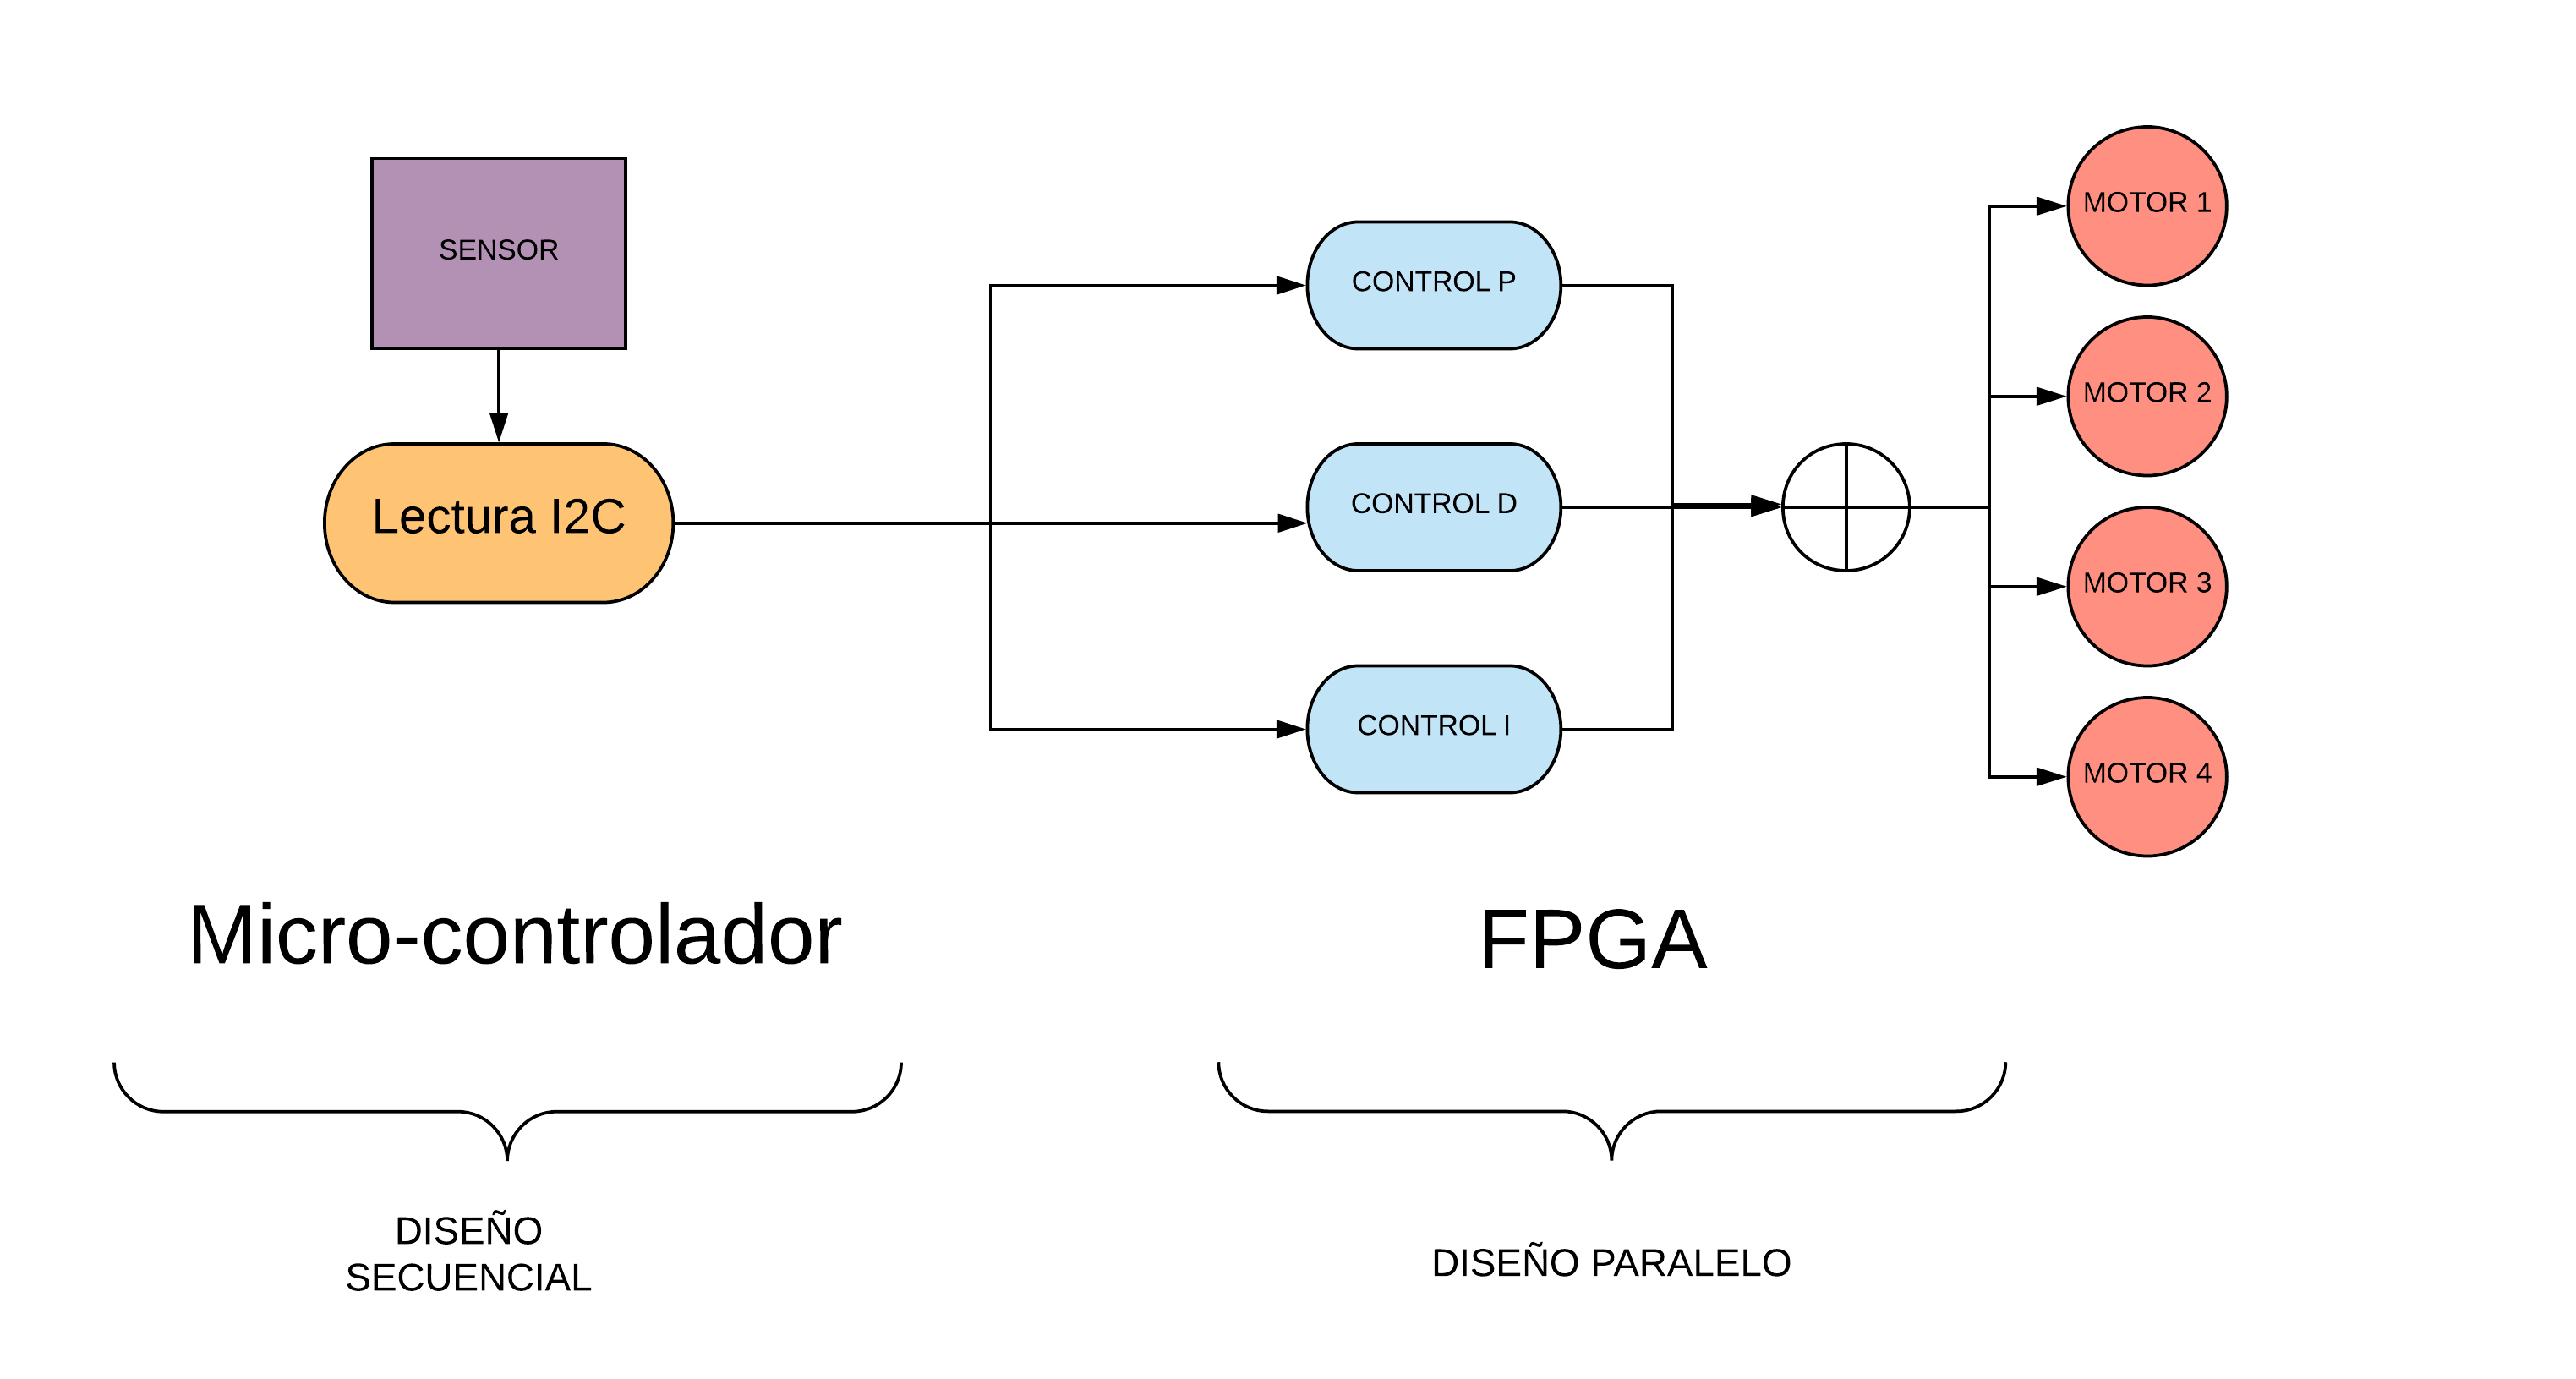 SENSOR
Lectura I2C
CONTROL P
CONTROL D
CONTROL I
MOTOR 1
MOTOR 2
MOTOR 3
MOTOR 4
Micro-controlador
FPGA
DISEÑO
SECUENCIAL
DISEÑO PARALELO